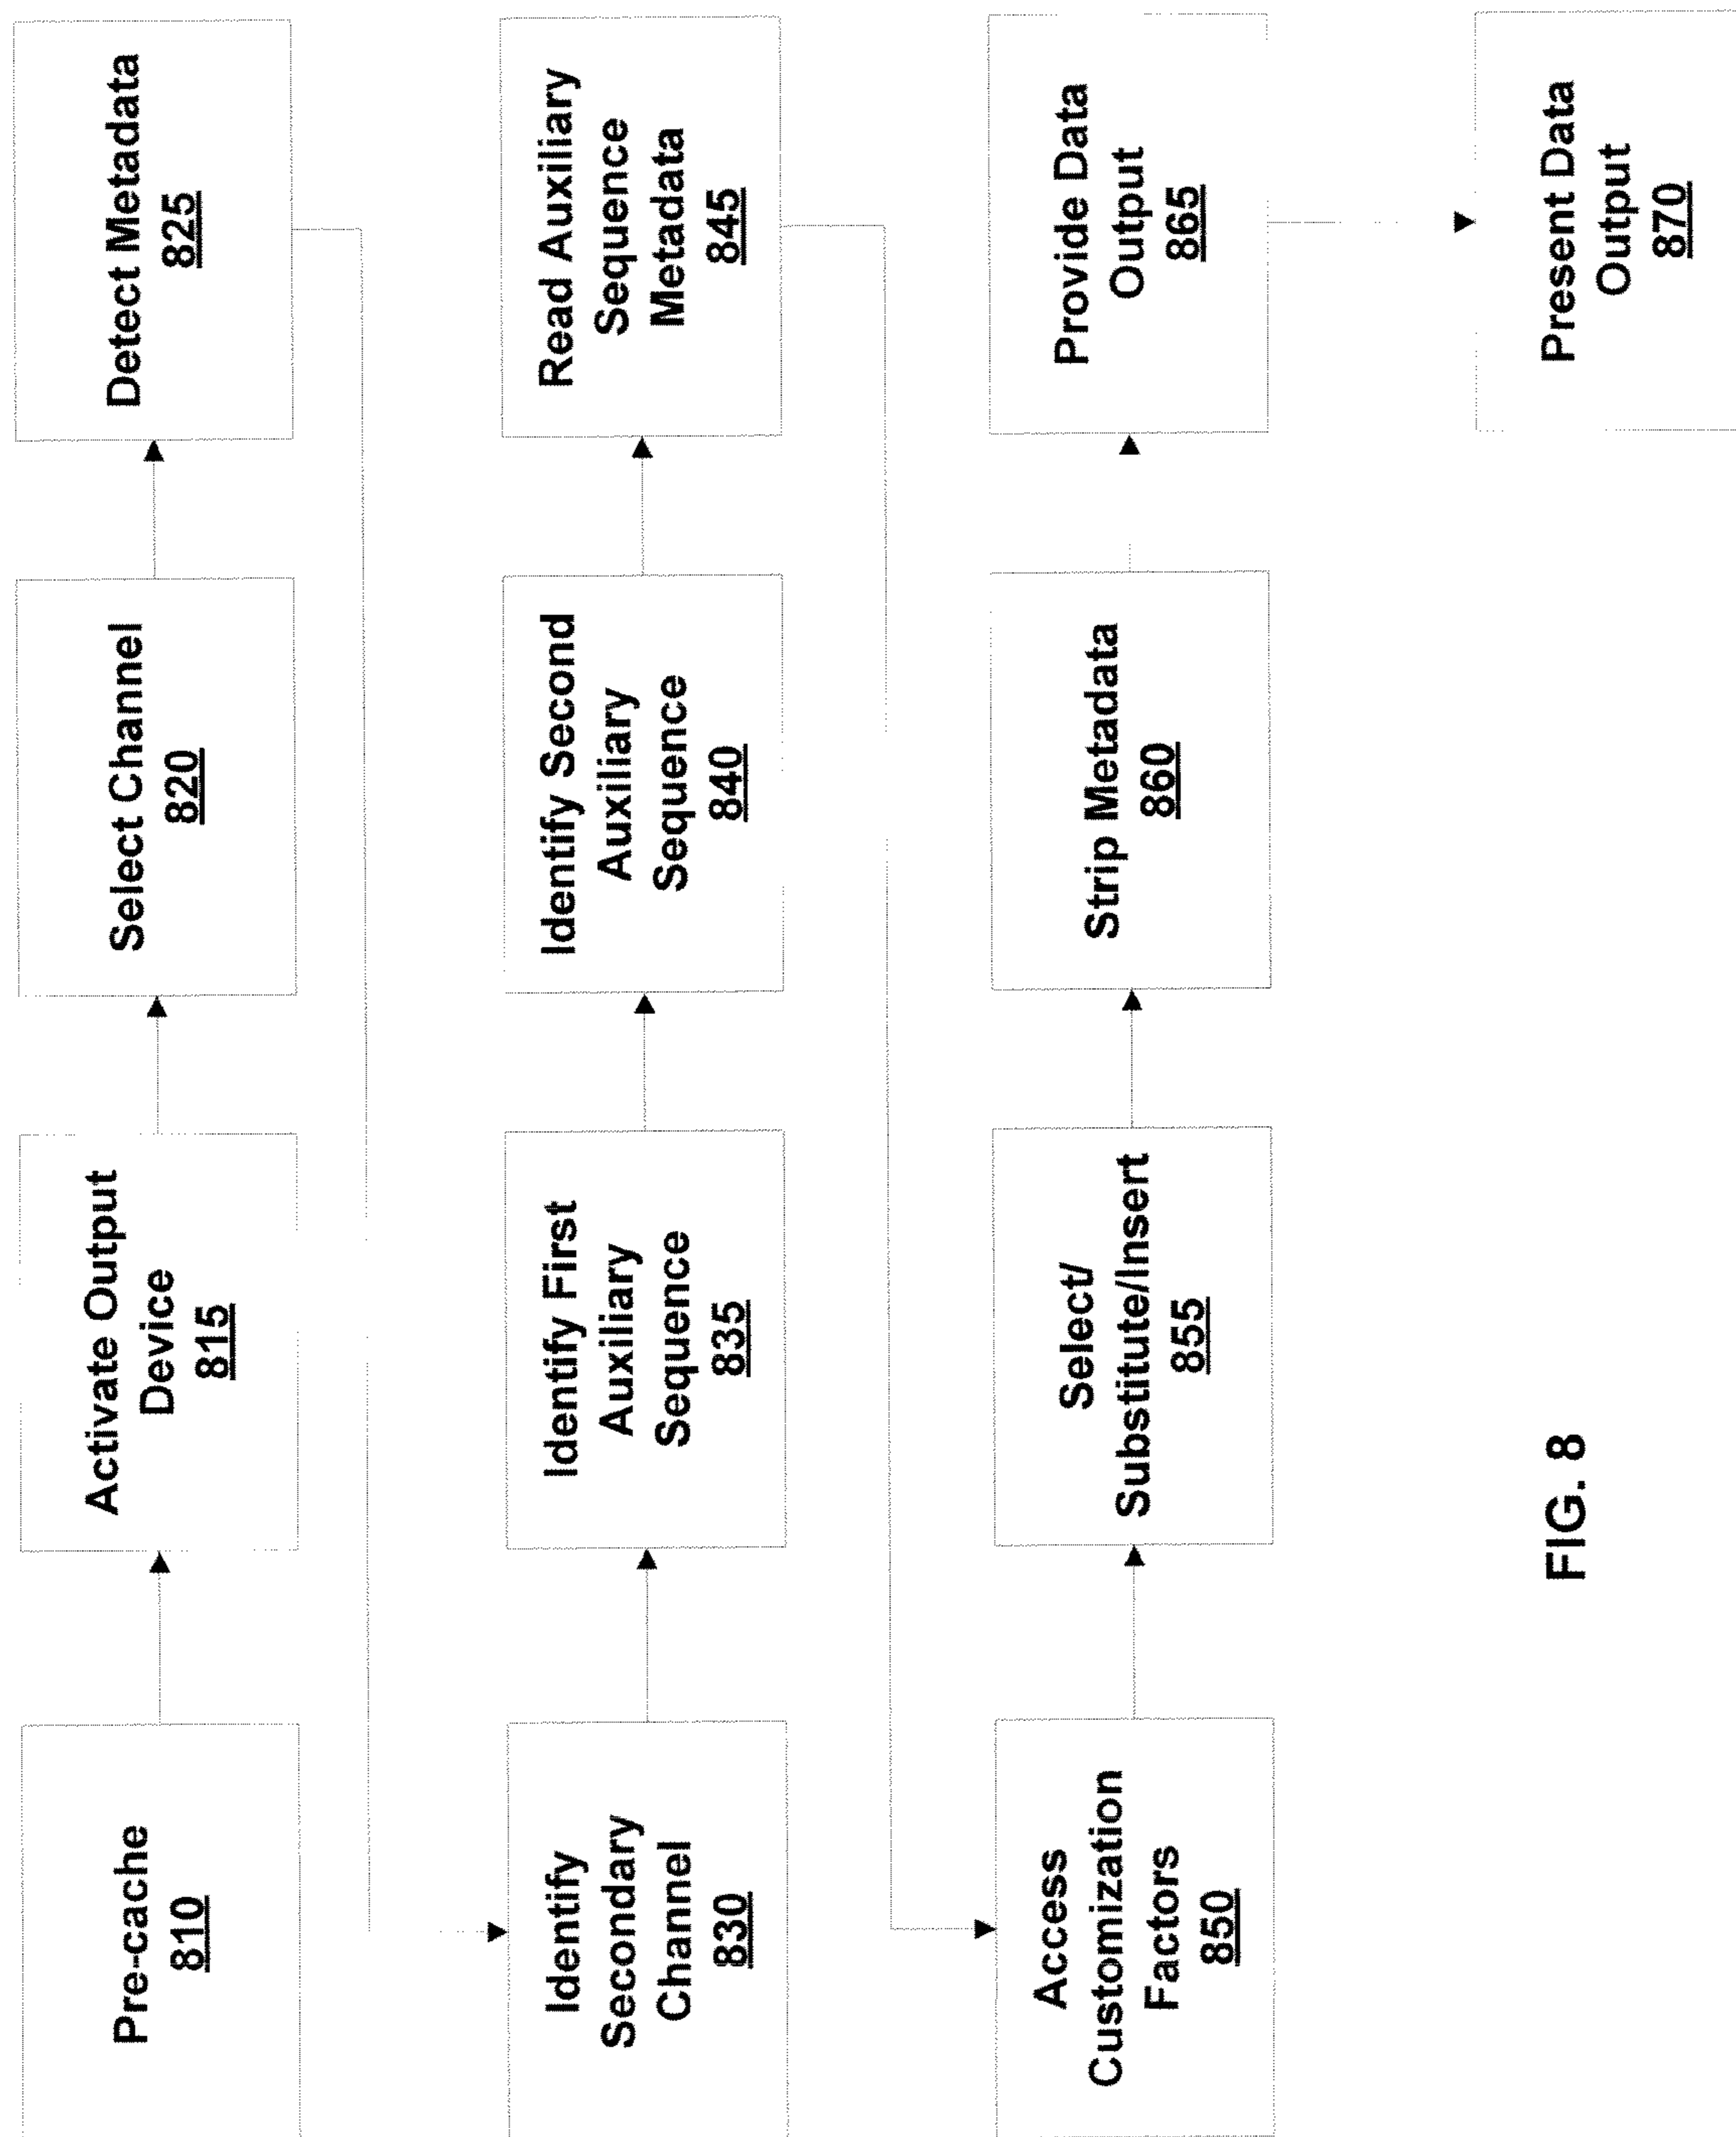 Pre-cache
810
Activate Output
Device
815
Select Channel
820
Detect Metadata
825
Identify
Secondary
Channel
830
Identify First
Auxiliary
Sequence
835
Identify Second
Auxiliary
Sequence
840
Read Auxiliary
Sequence
Metadata
845
Access
Customization
Factors
850
Select/
Substitute/Insert
855
Strip Metadata
860
Provide Data
Output
865
Present Data
Output
870
FIG. 8